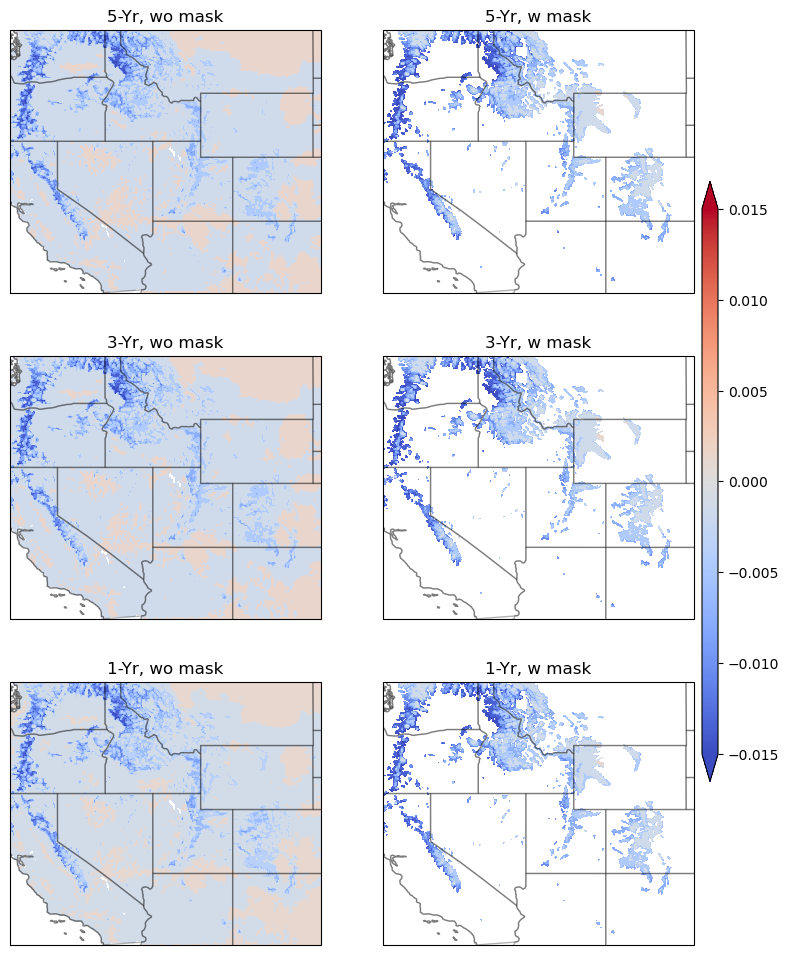 5-Yr, wo mask
5-Yr, w mask
3-Yr, wo mask
3-Yr, w mask
1-Yr, wo mask
1-Yr, w mask
0.015
0.010
0.005
0.000
−0.005
−0.010
−0.015